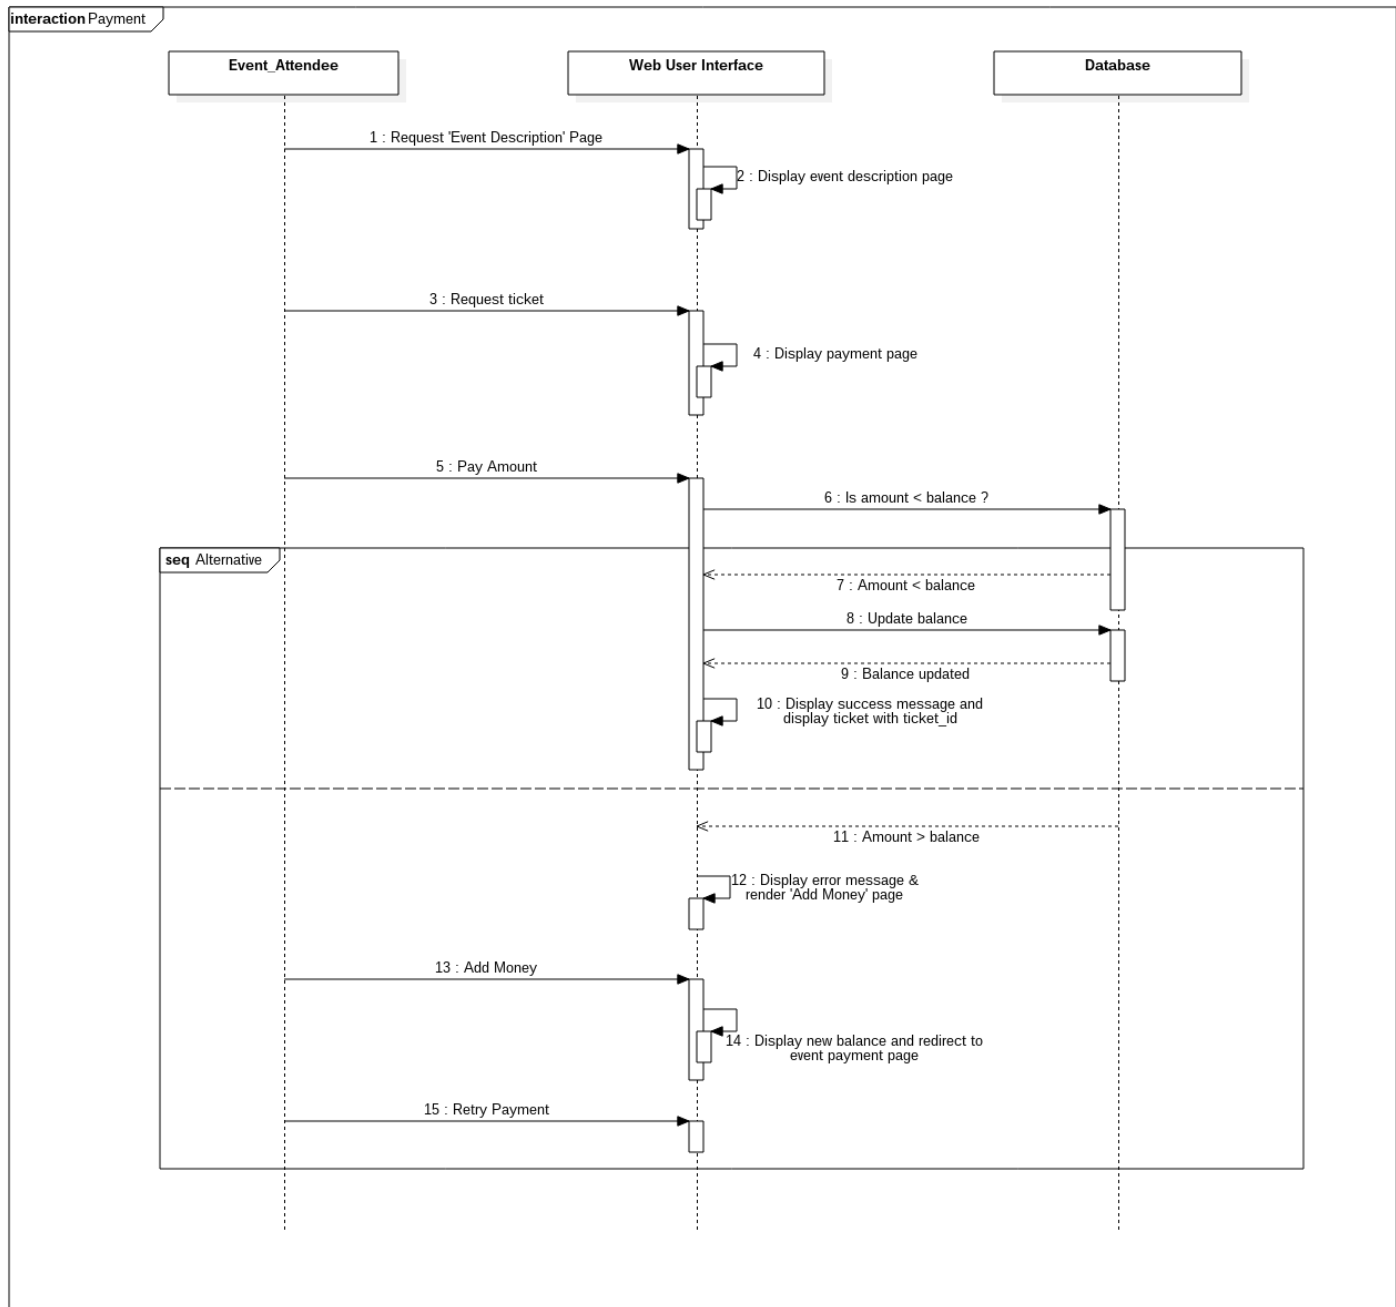 interaction Payment
Event_Attendee
Web User Interface
Database
1 : Request 'Event Description' Page
2 : Display event description page
3 : Request ticket
4 : Display payment page
5 : Pay Amount
6 : Is amount < balance ?
seq Alternative
7 : Amount < balance
8 : Update balance
9 : Balance updated
10 : Display success message and
display ticket with ticket_id
11 : Amount > balance
12 : Display error message &
render 'Add Money' page
13 : Add Money
14 : Display new balance and redirect to
event payment page
15 : Retry Payment